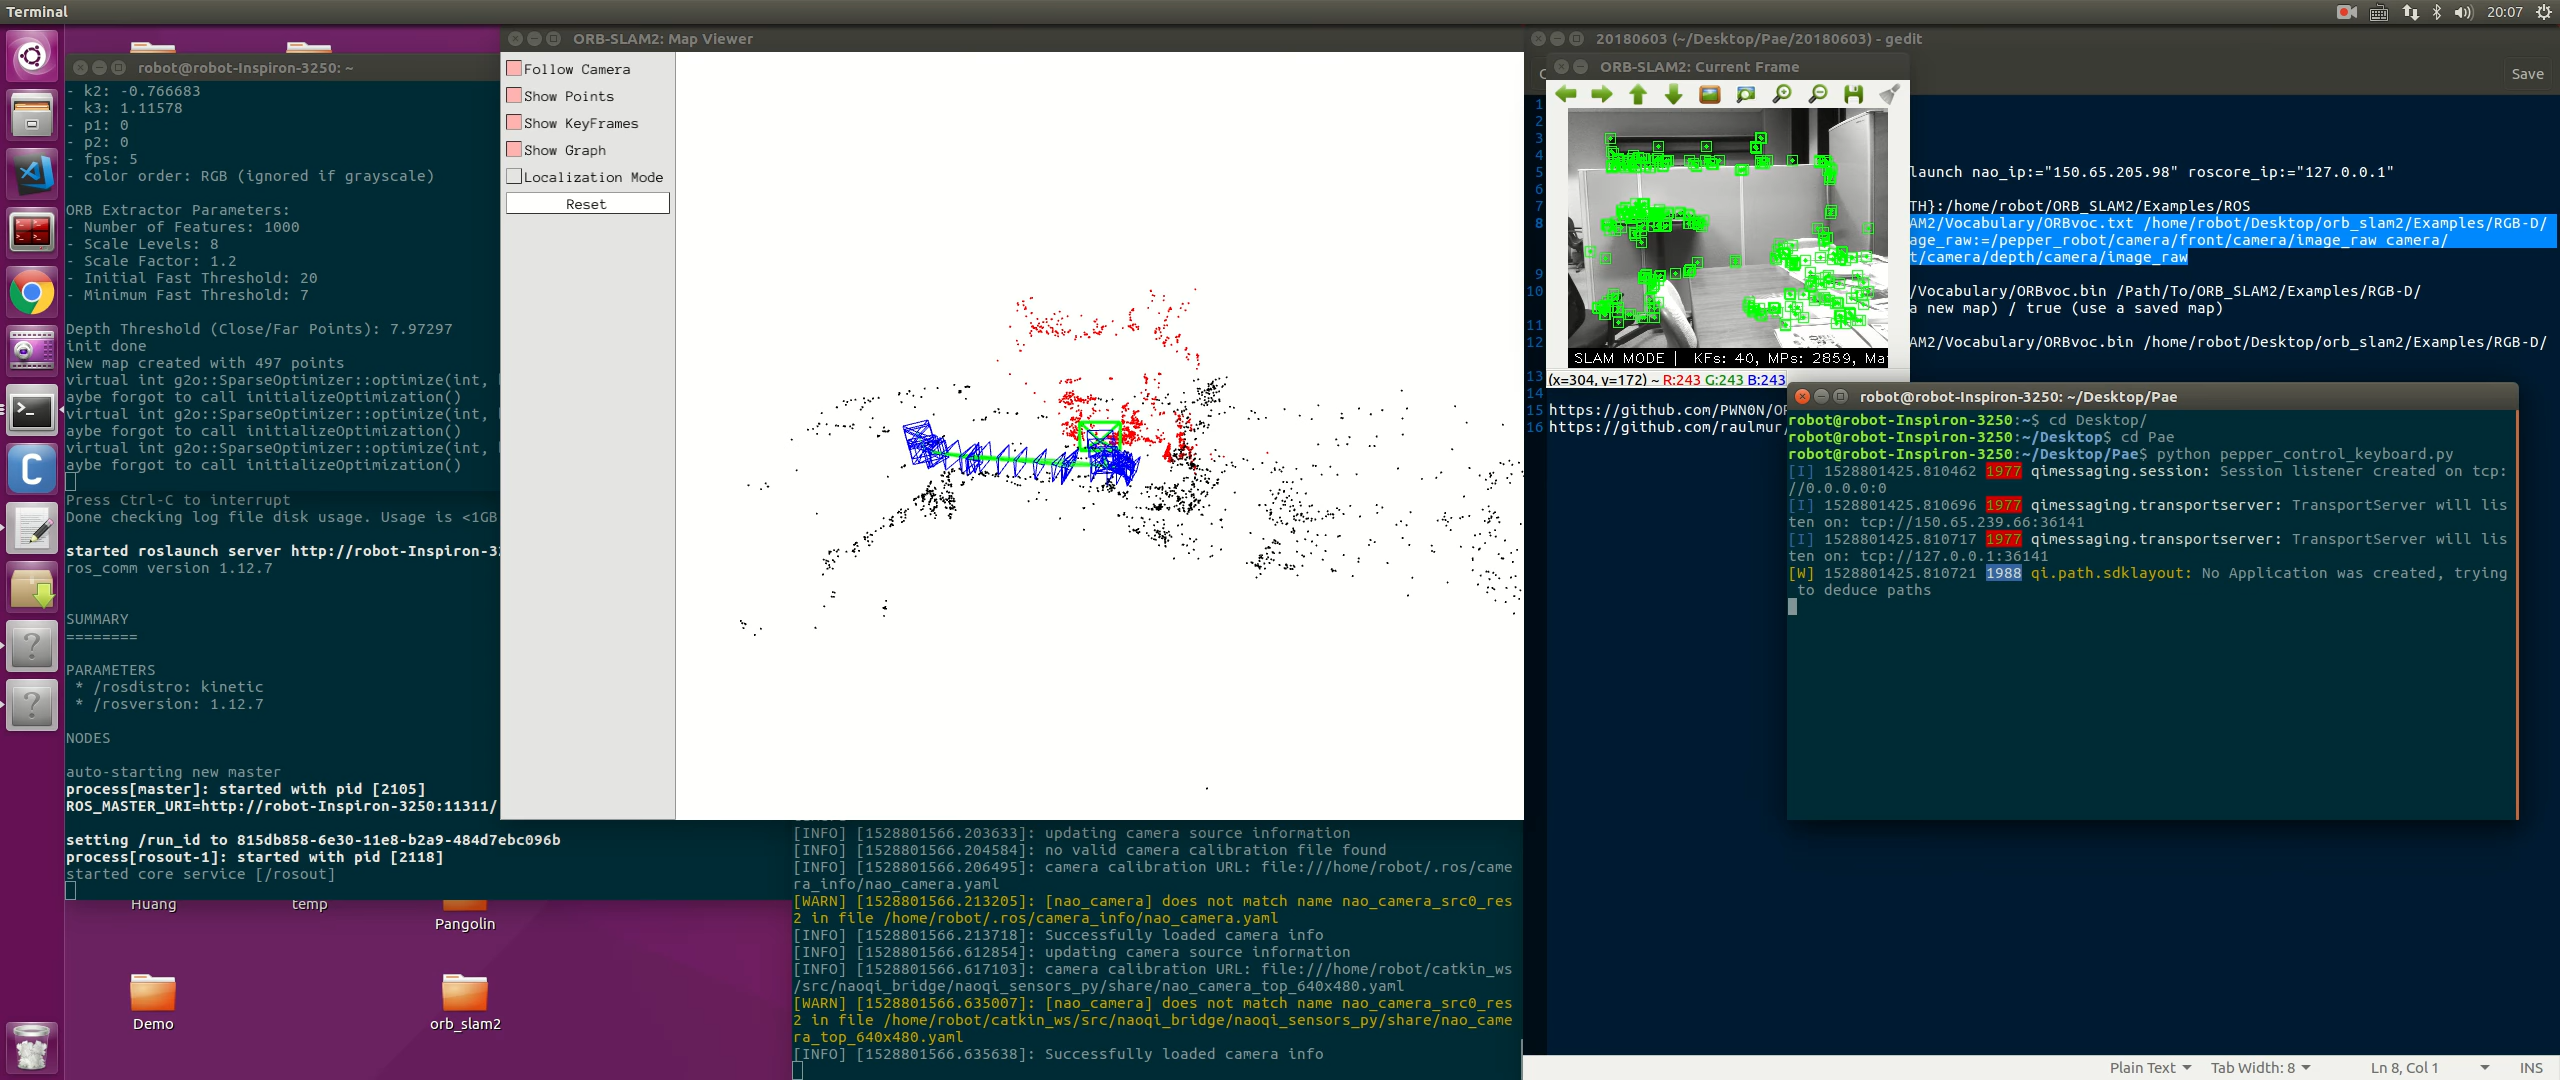 Terminal
20:07
robot@robot-Inspiron-3250: ~
- k2: -0.766683
- k3: 1.11578
- p1: 0
- p2: 0
- fps: 5
- color order: RGB (ignored if grayscale)
ORB Extractor Parameters:
- Number of Features: 1000
- Scale Levels: 8
- Scale Factor: 1.2
- Initial Fast Threshold: 20
- Minimum Fast Threshold: 7
Depth Threshold (Close/Far Points): 7.97297
init done
New map created with 497 points
virtual int g2o::SparseOptimizer::optimize(int,
aybe forgot to call initializeOptimization()
virtual int g2o::SparseOptimizer::optimize(int,
aybe forgot to call initializeOptimization()
virtual int g2o::SparseOptimizer::optimize(int,
aybe forgot to call initializeOptimization()
Press Ctrl-C to interrupt
Done checking log file disk usage. Usage is <1GB
started roslaunch server http://robot-Inspiron-32
ros_comm version 1.12.7
SUMMARY
========
PARAMETERS
* /rosdistro: kinetic
* /rosversion: 1.12.7
NODES
auto-starting new master
process[master]: started with pid [2105]
ROS_MASTER_URI=http://robot-Inspiron-3250:11311/
setting /run_id to 815db858-6e30-11e8-b2a9-484d7ebc096b
process[rosout-1]: started with pid [2118]
started core service [/rosout]
Huang
temp
Pangolin
Demo
orb_slam2
ORB-SLAM2: Map Viewer
Follow Camera
Show Points
Show KeyFrames
Show Graph
Localization Mode
Reset
[INFO] [1528801566.203633]: updating camera source information
[INFO] [1528801566.204584]: no valid camera calibration file found
[INFO] [1528801566.206495]: camera calibration URL: file:///home/robot/.ros/came
ra_info/nao_camera.yaml
[WARN] [1528801566.213205]: [nao_camera] does not match name nao_camera_src0_res
2 in file /home/robot/.ros/camera_info/nao_camera.yaml
[INFO] [1528801566.213718]: Successfully loaded camera info
[INFO] [1528801566.612854]: updating camera source information
[INFO] [1528801566.617103]: camera calibration URL: file:///home/robot/catkin_ws
/src/naoqi_bridge/naoqi_sensors_py/share/nao_camera_top_640x480.yaml
[WARN] [1528801566.635007]: [nao_camera] does not match name nao_camera_src0_res
2 in file /home/robot/catkin_ws/src/naoqi_bridge/naoqi_sensors_py/share/nao_came
ra_top_640x480.yaml
[INFO] [1528801566.635638]: Successfully loaded camera info
20180603 (~/Desktop/Pae/20180603) - gedit
Save
ORB-SLAM2: Current Frame
SLAM MODE | KFs: 40, MPs: 2859, Ma
(x=304, y=172) ~ R:243 G:243 B:243
1
2
3
4
5 launch nao_ip:="150.65.205.98" roscore_ip:="127.0.0.1"
6
7 TH}:/home/robot/ORB_SLAM2/Examples/ROS
8 AM2/Vocabulary/ORBvoc.txt /home/robot/Desktop/orb_slam2/Examples/RGB-D/
age_raw:=/pepper_robot/camera/front/camera/image_raw camera/
t/camera/depth/camera/image_raw
9
10 /Vocabulary/ORBvoc.bin /Path/To/ORB_SLAM2/Examples/RGB-D/
a new map) / true (use a saved map)
11
12 AM2/Vocabulary/ORBvoc.bin /home/robot/Desktop/orb_slam2/Examples/RGB-D/
13
14
15 https://github.com/PWN0N/OR
16 https://github.com/raulmur/
robot@robot-Inspiron-3250: ~/Desktop/Pae
robot@robot-Inspiron-3250:~$ cd Desktop/
robot@robot-Inspiron-3250:~/Desktop$ cd Pae
robot@robot-Inspiron-3250:~/Desktop/Pae$ python pepper_control_keyboard.py
[I] 1528801425.810462 1977 qimessaging.session: Session listener created on tcp:
//0.0.0.0:0
[I] 1528801425.810696 1977 qimessaging.transportserver: TransportServer will lis
ten on: tcp://150.65.239.66:36141
[I] 1528801425.810717 1977 qimessaging.transportserver: TransportServer will lis
ten on: tcp://127.0.0.1:36141
[W] 1528801425.810721 1988 qi.path.sdklayout: No Application was created, trying
to deduce paths
Plain Text
Tab Width: 8
Ln 8, Col 1
INS